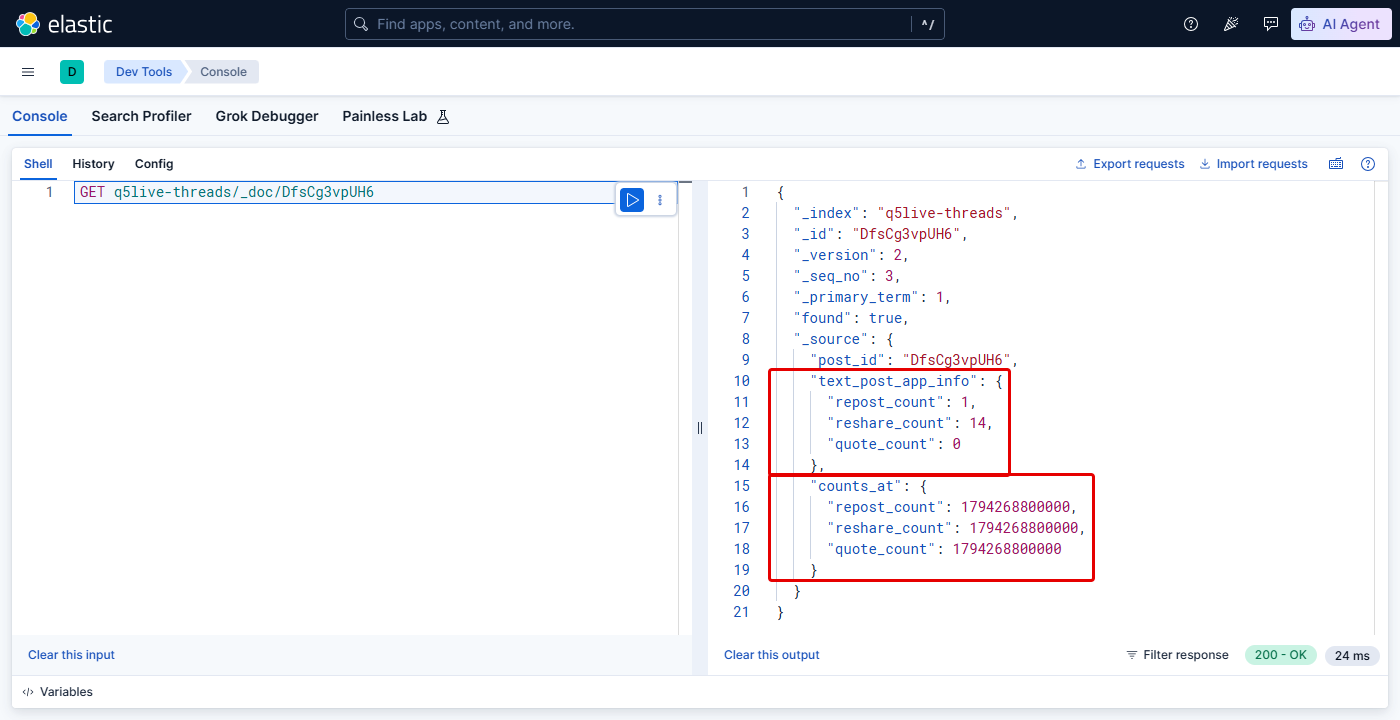 elastic
Find apps, content, and more.
^/
AI Agent
D
Dev Tools
Console
Console
Search Profiler
Grok Debugger
Painless Lab
Shell
History
Config
Export requests
Import requests
1
GET q5live-threads/_doc/DfsCg3vpUH6
1 {
2 "_index": "q5live-threads",
3 "_id": "DfsCg3vpUH6",
4 "_version": 2,
5 "_seq_no": 3,
6 "_primary_term": 1,
7 "found": true,
8 "_source": {
9 "post_id": "DfsCg3vpUH6",
10 "text_post_app_info": {
11 "repost_count": 1,
12 "reshare_count": 14,
13 "quote_count": 0
14 },
15 "counts_at": {
16 "repost_count": 1794268800000,
17 "reshare_count": 1794268800000,
18 "quote_count": 1794268800000
19 }
20 }
21 }
Clear this input
Clear this output
Filter response
200 - OK
24 ms
Variables